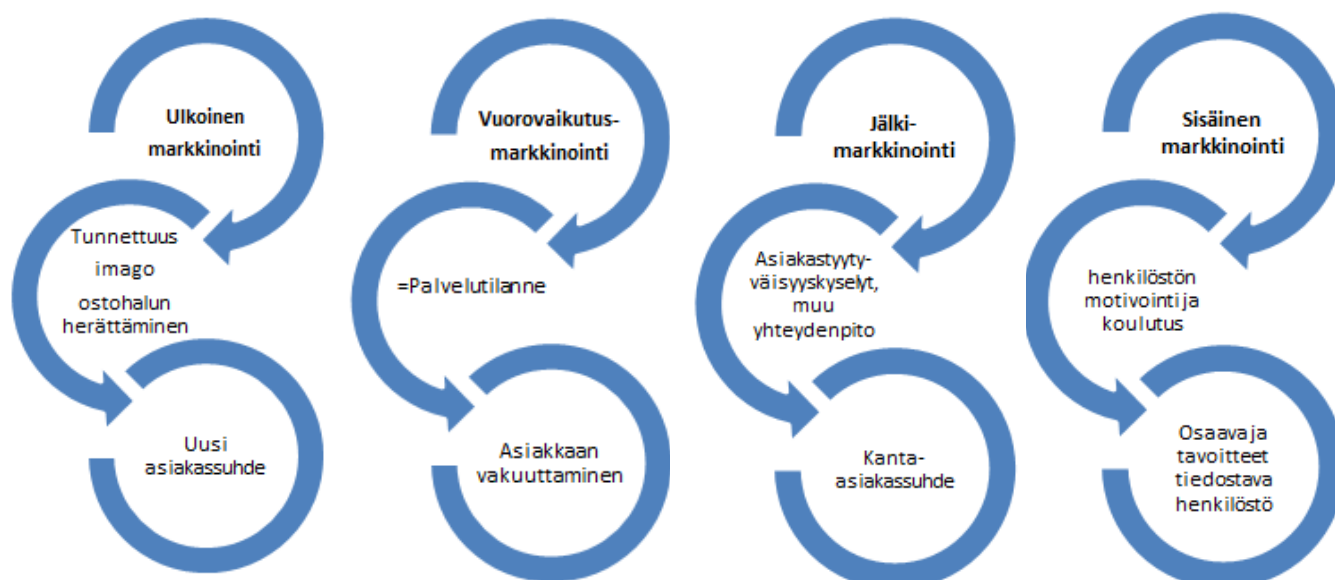 Ulkoinen
markkinointi
Tunnettuus
imago
ostohalun
herättäminen
Uusi
asiakassuhde
Vuorovaikutus-
markkinointi
=Palvelutilanne
Asiakkaan
vakuuttaminen
Jälki-
markkinointi
Asiakastyyty-
väisyyskyselyt,
muu
yhteydenpito
Kanta-
asiakassuhde
Sisäinen
markkinointi
henkilöstön
motivointi ja
koulutus
Osaava ja
tavoitteet
tiedostava
henkilöstö